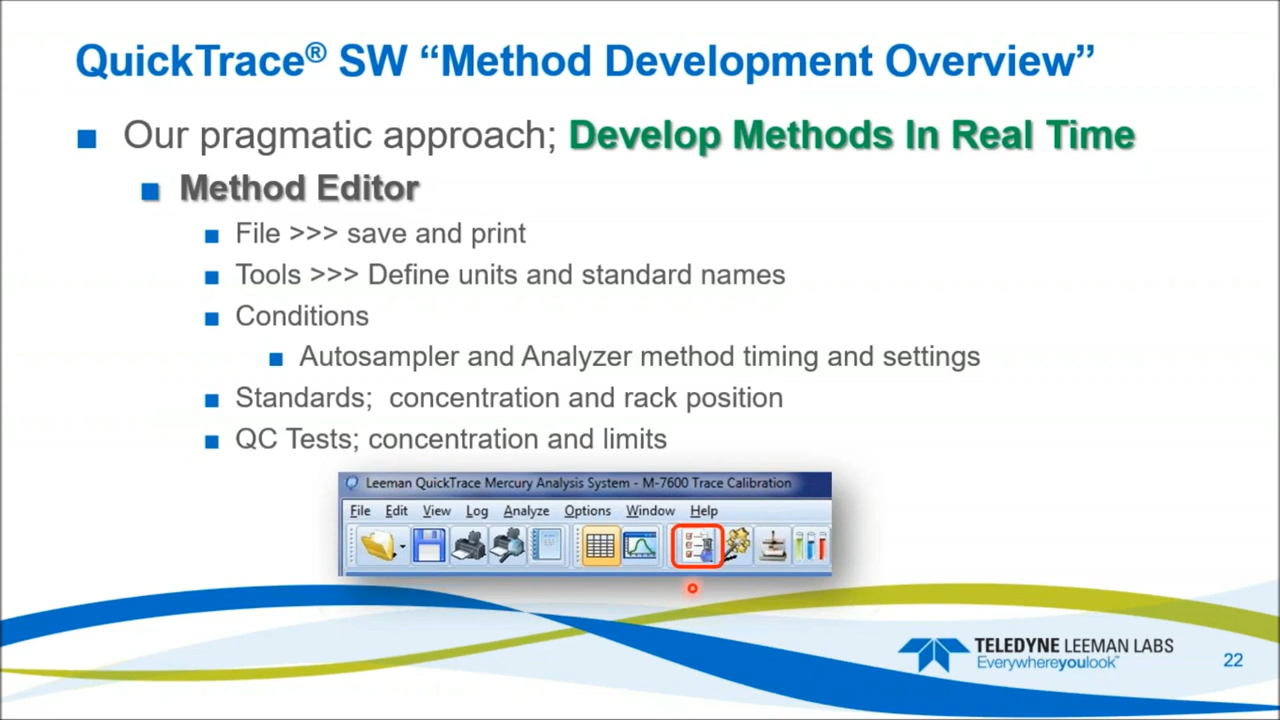 QuickTrace® SW “Method Development Overview”
Our pragmatic approach; Develop Methods In Real Time
Method Editor
File >>> save and print
Tools >>> Define units and standard names
Conditions
Autosampler and Analyzer method timing and settings
Standards; concentration and rack position
QC Tests; concentration and limits
Leeman QuickTrace Mercury Analysis System - M-7600 Trace Calibration
File Edit View Log Analyze Options Window Help
TELEDYNE LEEMAN LABS
Everywhereyoulook™
22